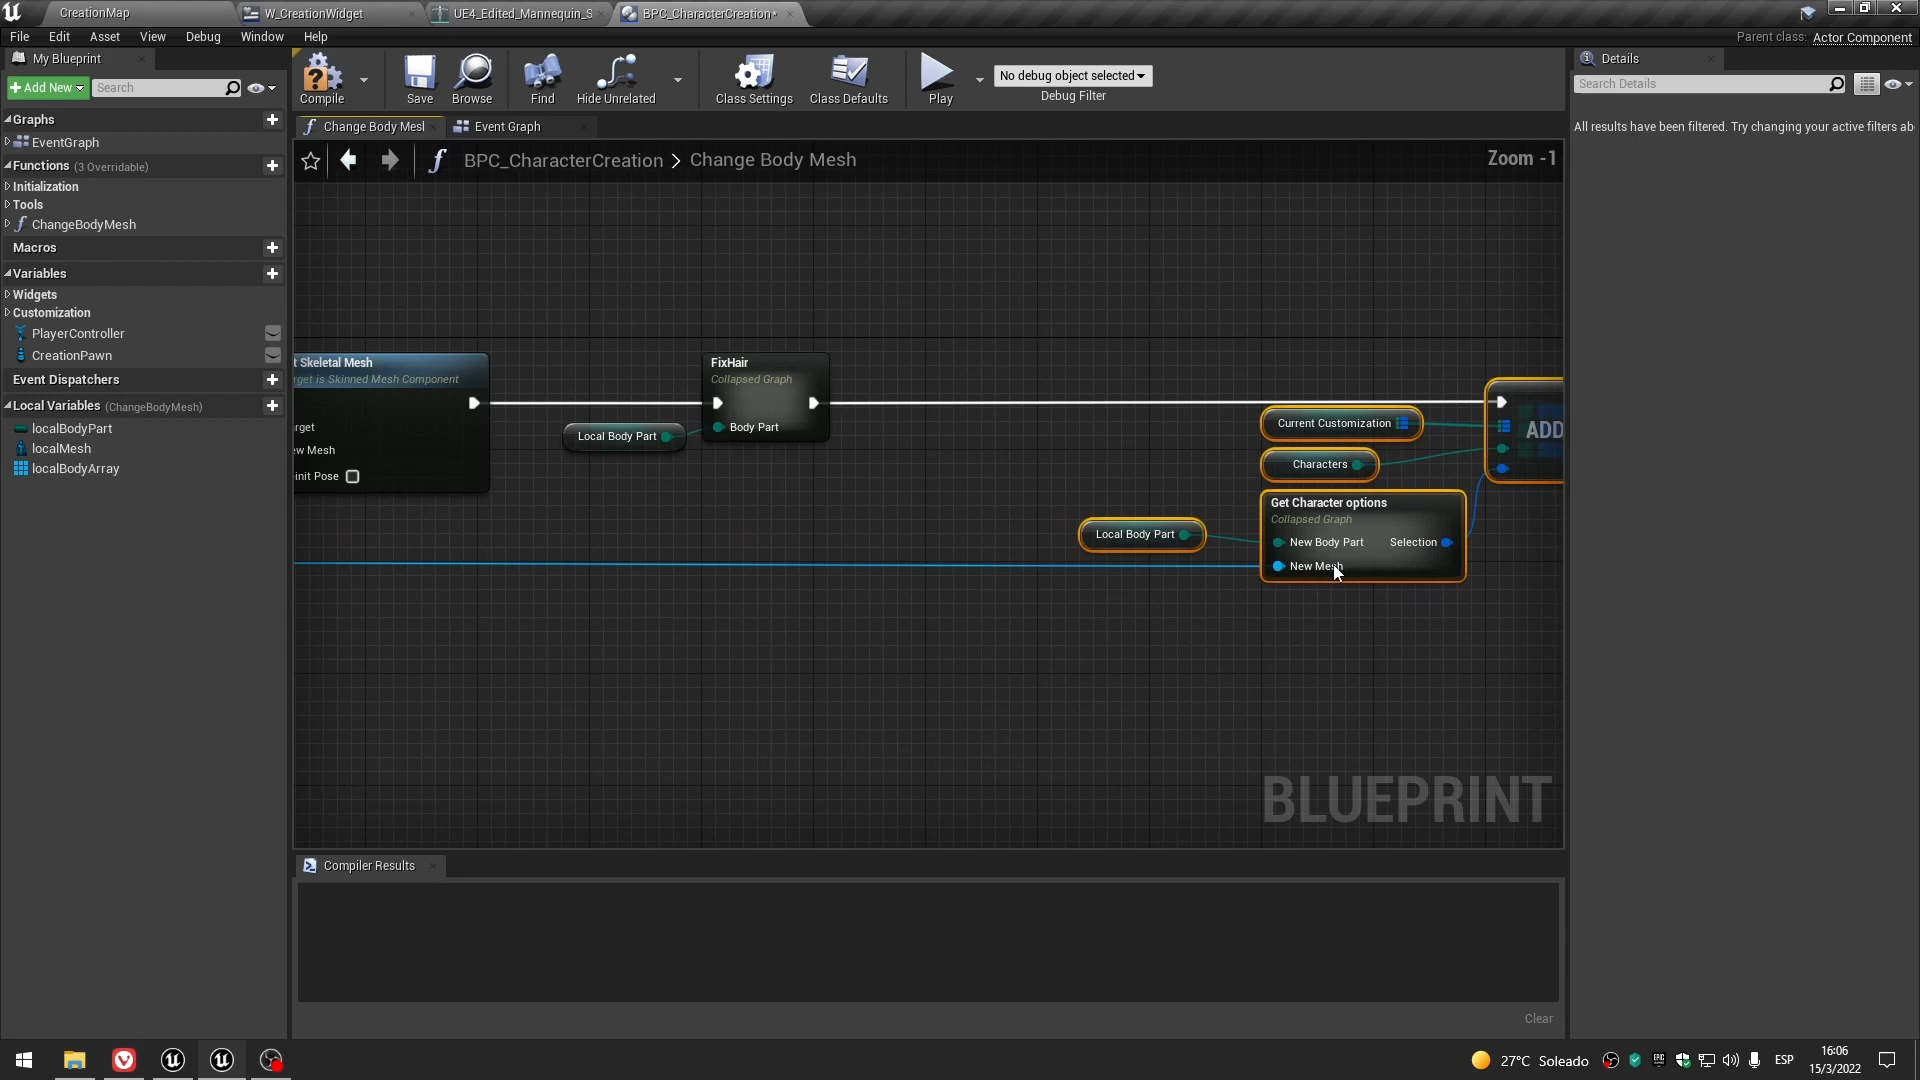 CreationMap
W_CreationWidget
UE4_Edited_Mannequin_S
BPC_CharacterCreation*
File Edit Asset View Debug Window Help
Parent class: Actor Component
My Blueprint
Add New
Search
Compile
Save
Browse
Find
Hide Unrelated
Class Settings
Class Defaults
Play
No debug object selected
Debug Filter
Details
Search Details
All results have been filtered. Try changing your active filters ab
Graphs
EventGraph
Functions (3 Overridable)
Initialization
Tools
ChangeBodyMesh
Macros
Variables
Widgets
Customization
PlayerController
CreationPawn
Event Dispatchers
Local Variables (ChangeBodyMesh)
localBodyPart
localMesh
localBodyArray
Change Body Mesl
Event Graph
BPC_CharacterCreation > Change Body Mesh
Zoom -1
t Skeletal Mesh
rget is Skinned Mesh Component
rget
ew Mesh
init Pose
Local Body Part
FixHair
Collapsed Graph
Body Part
Current Customization
Characters
ADD
Local Body Part
Get Character options
Collapsed Graph
New Body Part
Selection
New Mesh
BLUEPRINT
Compiler Results
Clear
27°C Soleado
ESP
16:06
15/3/2022